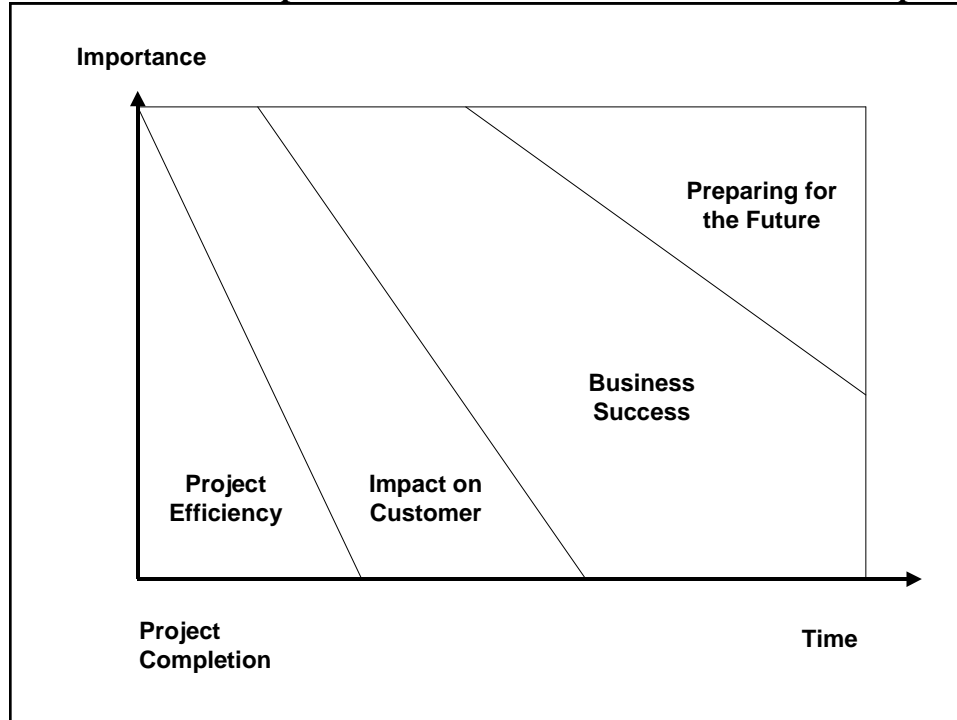 Importance
Preparing for
the Future
Business
Success
Project
Efficiency
Impact on
Customer
Project
Completion
Time